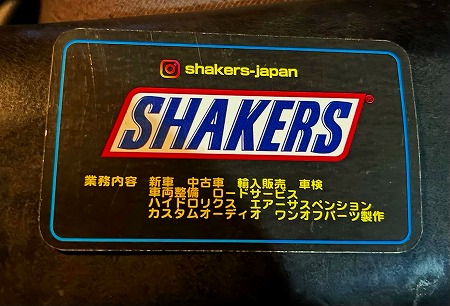 shakers-japan
SHAKERS®
業務内容 新車 中古車 輸入販売 車検
車両整備 ロードサービス
ハイドロリクス エアーサスペンション
カスタムオーディオ ワンオフパーツ製作